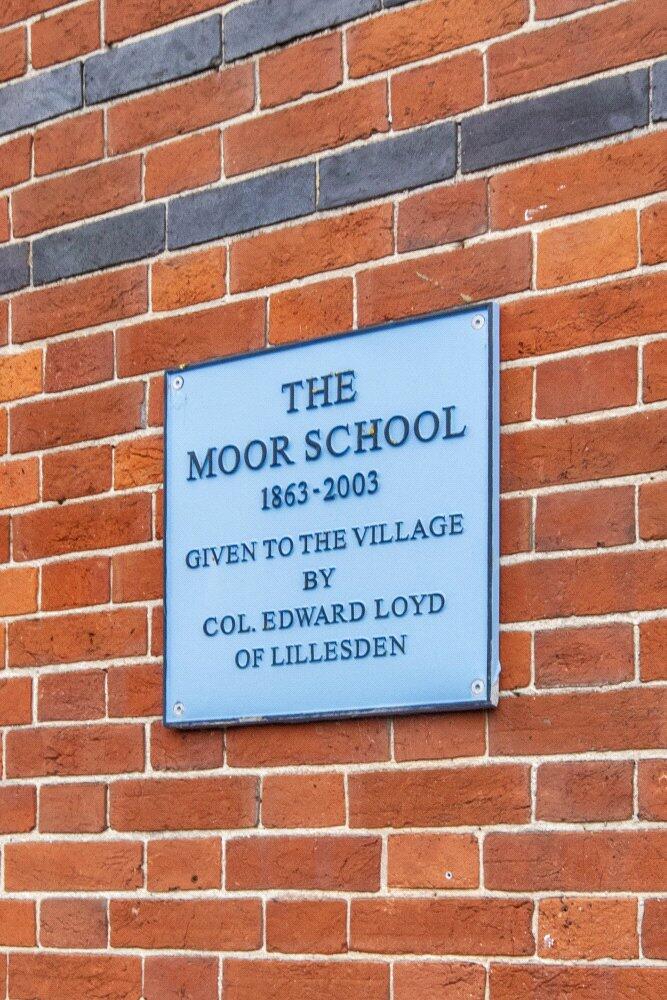 THE
MOOR SCHOOL
1863-2003
GIVEN TO THE VILLAGE
BY
COL. EDWARD LOYD
OF LILLESDEN